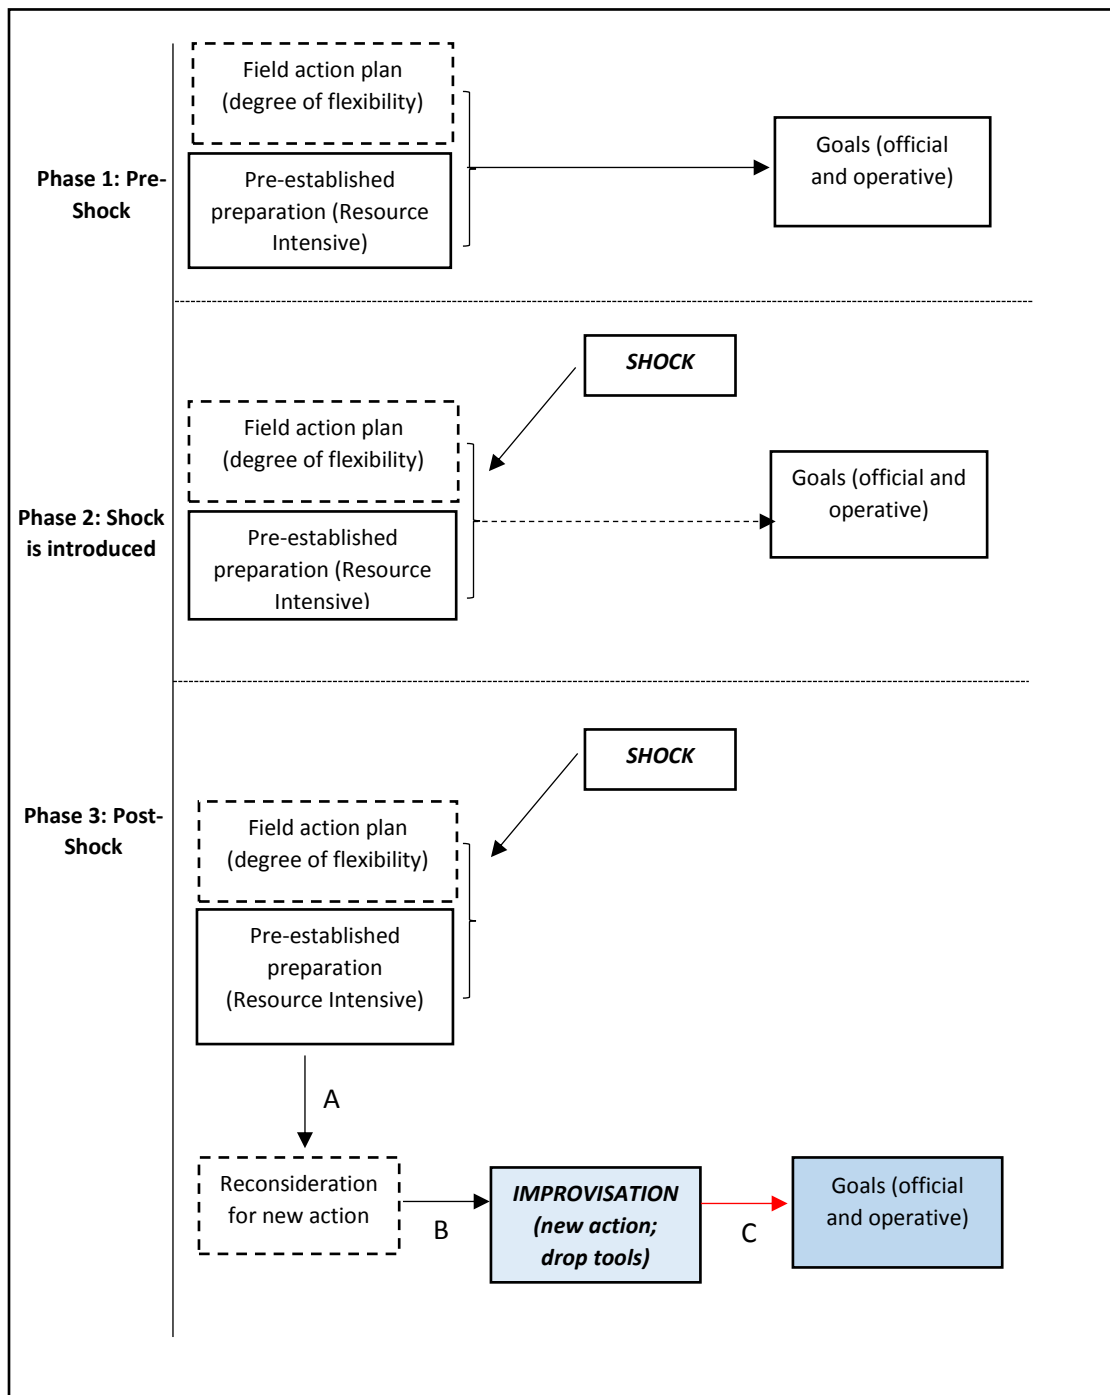 Field action plan
(degree of flexibility)
Phase 1: Pre-
Shock
Pre-established
preparation (Resource
Intensive)
Goals (official
and operative)
SHOCK
Phase 2: Shock
is introduced
Field action plan
(degree of flexibility)
Pre-established
preparation (Resource
Intensive)
Goals (official and
operative)
SHOCK
Phase 3: Post-
Shock
Field action plan
(degree of flexibility)
Pre-established
preparation
(Resource Intensive)
A
Reconsideration
for new action
B
IMPROVISATION
(new action;
drop tools)
C
Goals (official
and operative)